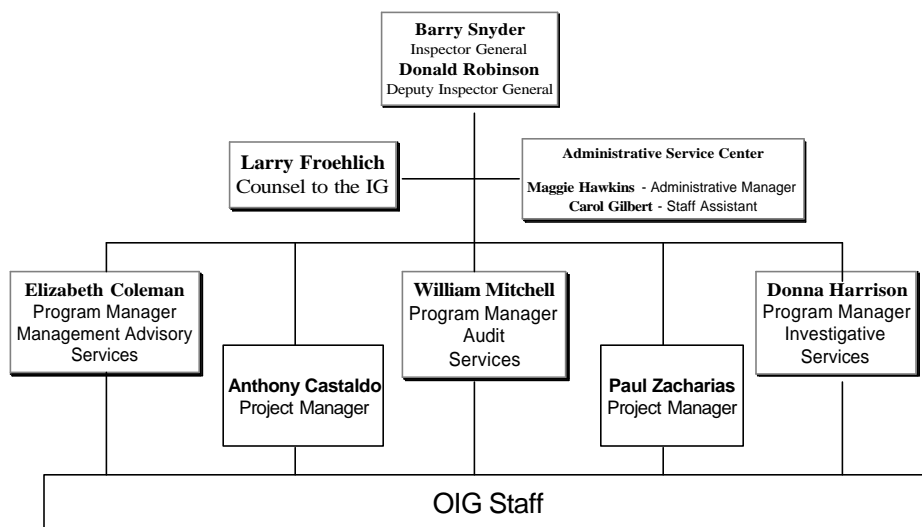 Barry Snyder
Inspector General
Donald Robinson
Deputy Inspector General
Larry Froehlich
Counsel to the IG
Administrative Service Center
Maggie Hawkins - Administrative Manager
Carol Gilbert - Staff Assistant
Elizabeth Coleman
Program Manager
Management Advisory
Services
Anthony Castaldo
Project Manager
William Mitchell
Program Manager
Audit
Services
Paul Zacharias
Project Manager
Donna Harrison
Program Manager
Investigative
Services
OIG Staff